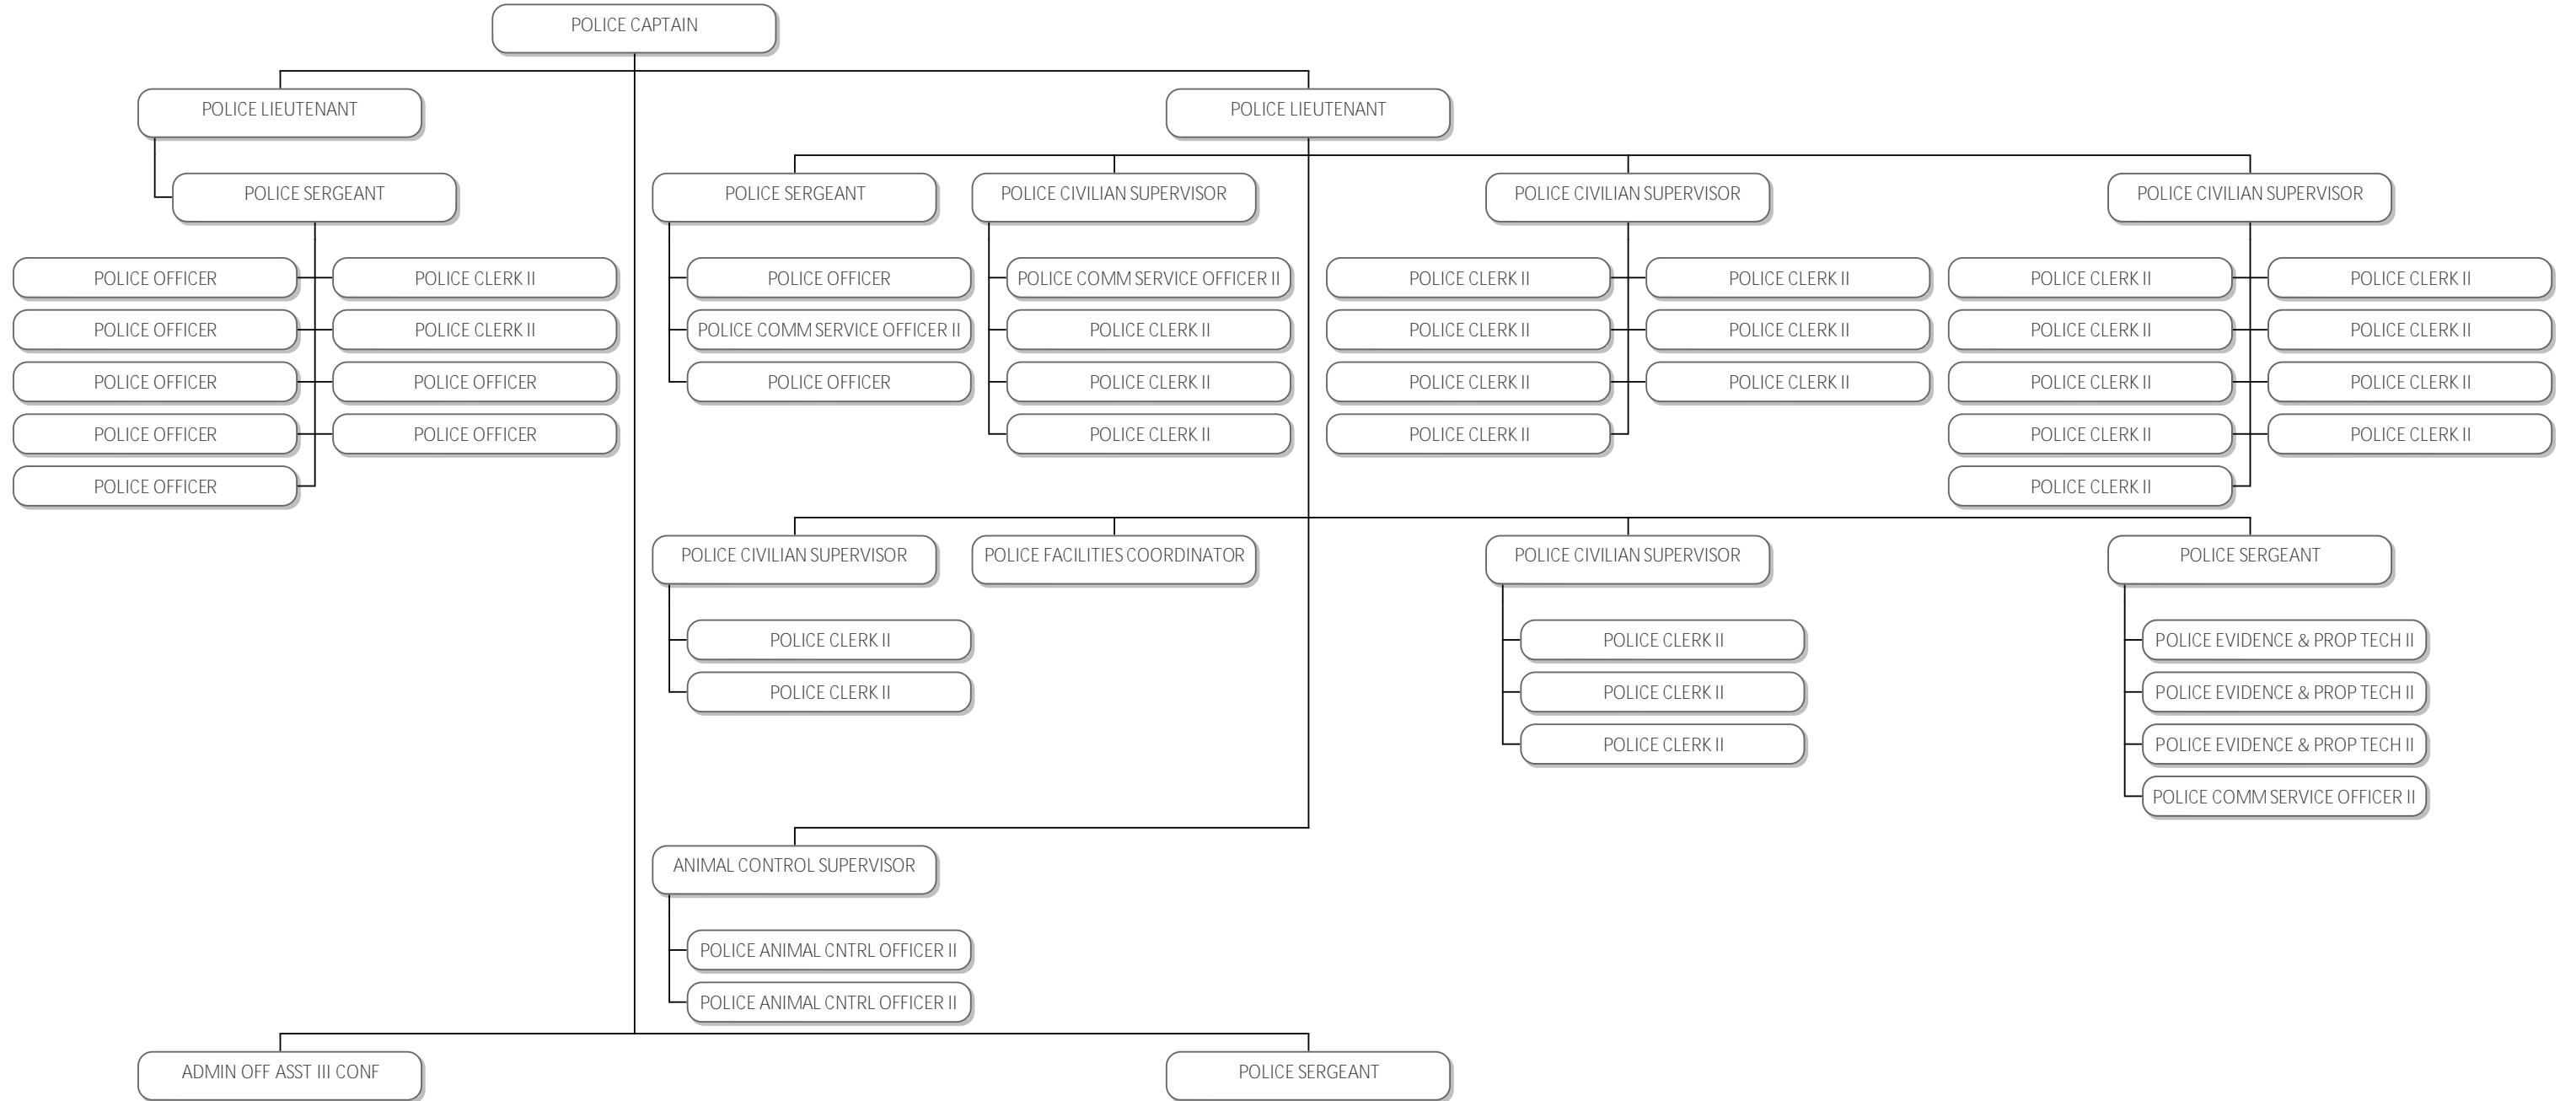 POLICE CAPTAIN
POLICE LIEUTENANT
POLICE LIEUTENANT
POLICE SERGEANT
POLICE SERGEANT
POLICE CIVILIAN SUPERVISOR
POLICE CIVILIAN SUPERVISOR
POLICE CIVILIAN SUPERVISOR
POLICE OFFICER
POLICE CLERK II
POLICE OFFICER
POLICE COMM SERVICE OFFICER II
POLICE CLERK II
POLICE CLERK II
POLICE CLERK II
POLICE CLERK II
POLICE OFFICER
POLICE CLERK II
POLICE COMM SERVICE OFFICER II
POLICE CLERK II
POLICE CLERK II
POLICE CLERK II
POLICE CLERK II
POLICE CLERK II
POLICE OFFICER
POLICE OFFICER
POLICE OFFICER
POLICE CLERK II
POLICE CLERK II
POLICE CLERK II
POLICE CLERK II
POLICE CLERK II
POLICE OFFICER
POLICE OFFICER
POLICE CLERK II
POLICE CLERK II
POLICE CLERK II
POLICE CLERK II
POLICE OFFICER
POLICE CLERK II
POLICE CIVILIAN SUPERVISOR
POLICE FACILITIES COORDINATOR
POLICE CIVILIAN SUPERVISOR
POLICE SERGEANT
POLICE CLERK II
POLICE CLERK II
POLICE EVIDENCE & PROP TECH II
POLICE CLERK II
POLICE CLERK II
POLICE EVIDENCE & PROP TECH II
POLICE CLERK II
POLICE EVIDENCE & PROP TECH II
POLICE COMM SERVICE OFFICER II
ANIMAL CONTROL SUPERVISOR
POLICE ANIMAL CNTRL OFFICER II
POLICE ANIMAL CNTRL OFFICER II
ADMIN OFF ASST III CONF
POLICE SERGEANT